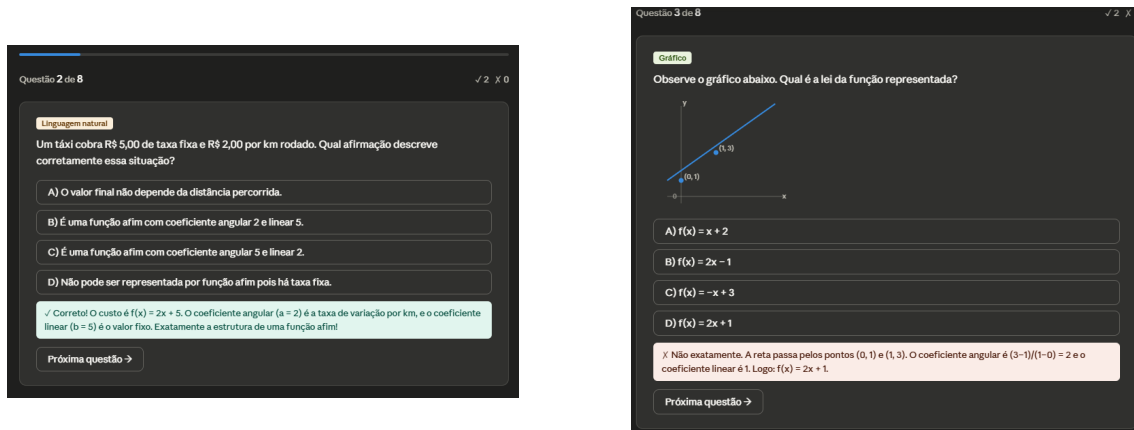 Questão 2 de 8
✓ 2 ✗ 0
Linguagem natural
Um táxi cobra R$ 5,00 de taxa fixa e R$ 2,00 por km rodado. Qual afirmação descreve
corretamente essa situação?
A) O valor final não depende da distância percorrida.
B) É uma função afim com coeficiente angular 2 e linear 5.
C) É uma função afim com coeficiente angular 5 e linear 2.
D) Não pode ser representada por função afim pois há taxa fixa.
✓ Correto! O custo é f(x) = 2x + 5. O coeficiente angular (a = 2) é a taxa de variação por km, e o coeficiente
linear (b = 5) é o valor fixo. Exatamente a estrutura de uma função afim!
Próxima questão →
Questão 3 de 8
✓ 2 ✗
Gráfico
Observe o gráfico abaixo. Qual é a lei da função representada?
y
(1, 3)
(0, 1)
0
x
A) f(x) = x + 2
B) f(x) = 2x − 1
C) f(x) = −x + 3
D) f(x) = 2x + 1
✗ Não exatamente. A reta passa pelos pontos (0, 1) e (1, 3). O coeficiente angular é (3−1)/(1−0) = 2 e o
coeficiente linear é 1. Logo: f(x) = 2x + 1.
Próxima questão →